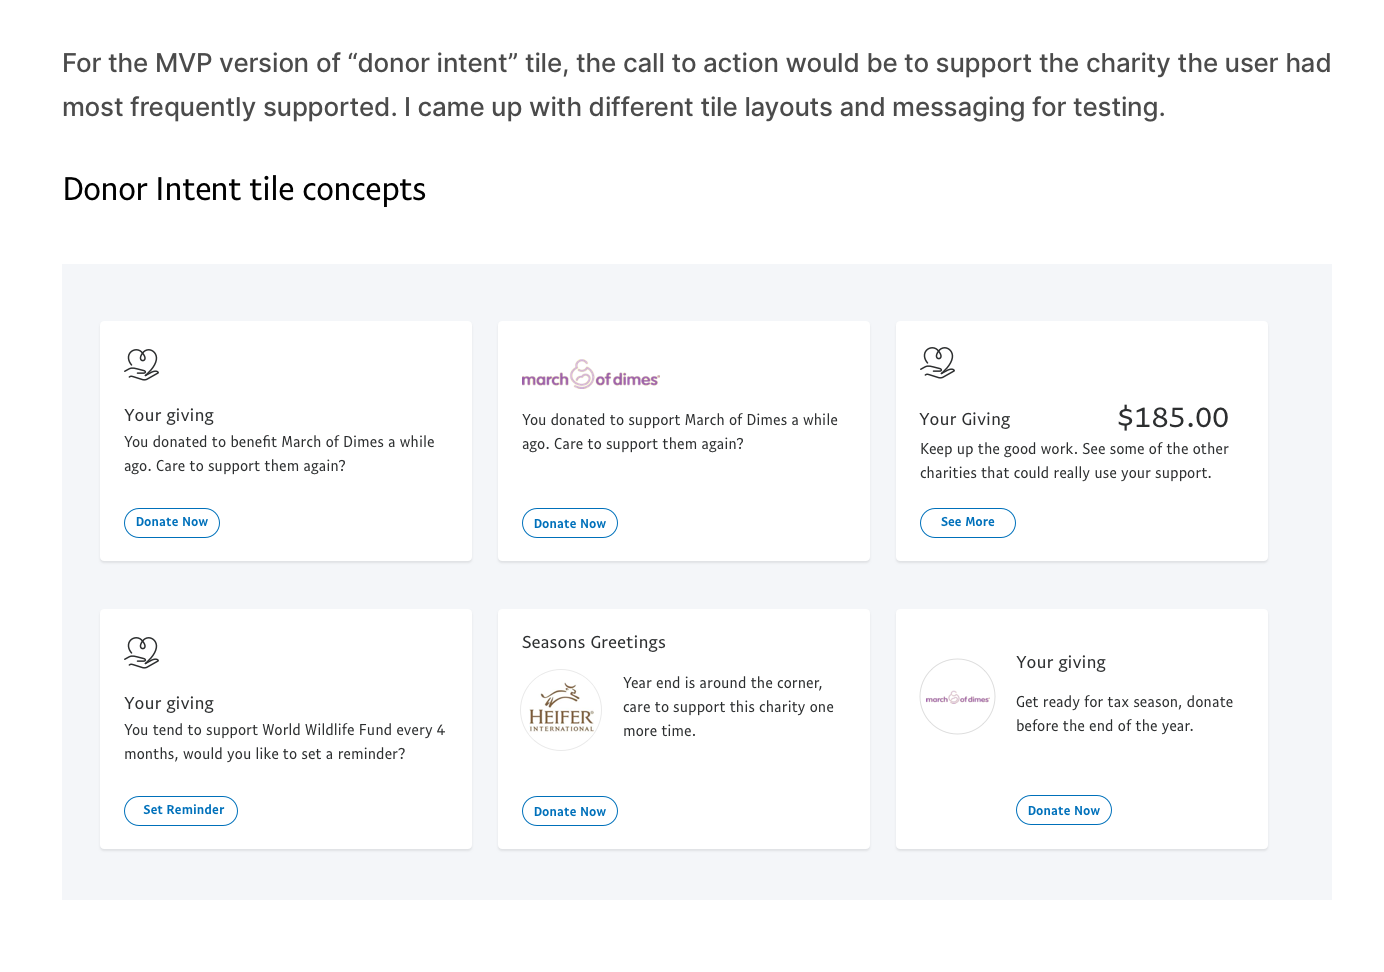 For the MVP version of “donor intent” tile, the call to action would be to support the charity the user had
most frequently supported. I came up with different tile layouts and messaging for testing.
Donor Intent tile concepts
Your giving
You donated to benefit March of Dimes a while
ago. Care to support them again?
Donate Now
march of dimes
You donated to support March of Dimes a while
ago. Care to support them again?
Donate Now
Your Giving
$185.00
Keep up the good work. See some of the other
charities that could really use your support.
See More
Your giving
You tend to support World Wildlife Fund every 4
months, would you like to set a reminder?
Set Reminder
Seasons Greetings
HEIFER®
INTERNATIONAL
Year end is around the corner,
care to support this charity one
more time.
Donate Now
march of dimes
Your giving
Get ready for tax season, donate
before the end of the year.
Donate Now